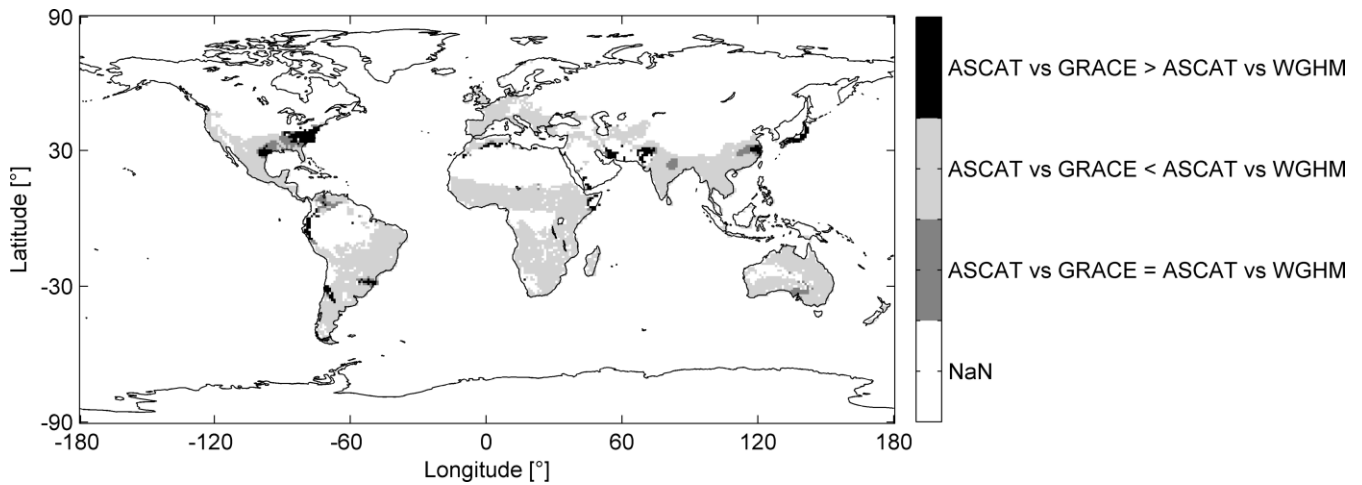 90
30
-30
-90
Latitude [°]
-180
-120
-60
0
60
120
180
Longitude [°]
ASCAT vs GRACE > ASCAT vs WGHM
ASCAT vs GRACE < ASCAT vs WGHM
ASCAT vs GRACE = ASCAT vs WGHM
NaN